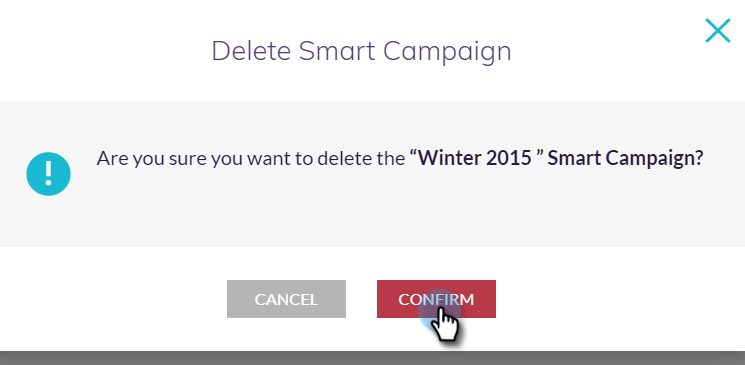 Delete Smart Campaign
Are you sure you want to delete the “Winter 2015 ” Smart Campaign?
CANCEL
CONFIRM